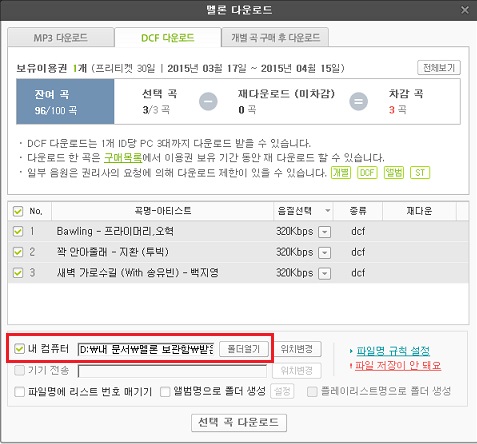 멜론 다운로드
MP3 다운로드 DCF 다운로드 개별 곡 구매 후 다운로드
보유이용권 1개 (프리티켓 30일 | 2015년 03월 17일 ~ 2015년 04월 15일) 전체보기
잔여 곡 선택 곡 재다운로드 (미차감) 차감 곡
96/100 곡 3/3 곡 0 곡 3 곡
· DCF 다운로드는 1개 ID당 PC 3대까지 다운로드 받을 수 있습니다.
· 다운로드 한 곡은 구매목록에서 이용권 보유 기간 동안 재 다운로드 할 수 있습니다.
· 일부 음원은 권리사의 요청에 의해 다운로드 제한이 있을 수 있습니다. 개별 DCF 앨범 ST
No. 곡명-아티스트 음질선택 종류 재다운
1 Bawling - 프라이머리,오혁 320Kbps dcf
2 꽉 안아줄래 - 지환 (투빅) 320Kbps dcf
3 새벽 가로수길 (With 송유빈) - 백지영 320Kbps dcf
내 컴퓨터 D:₩내 문서₩멜론 보관함₩받은 폴더열기 위치변경 파일명 규칙 설정
기기 전송 위치변경 ! 파일 저장이 안 돼요
파일명에 리스트 번호 매기기 앨범명으로 폴더 생성 설정 플레이리스트명으로 폴더 생성
선택 곡 다운로드